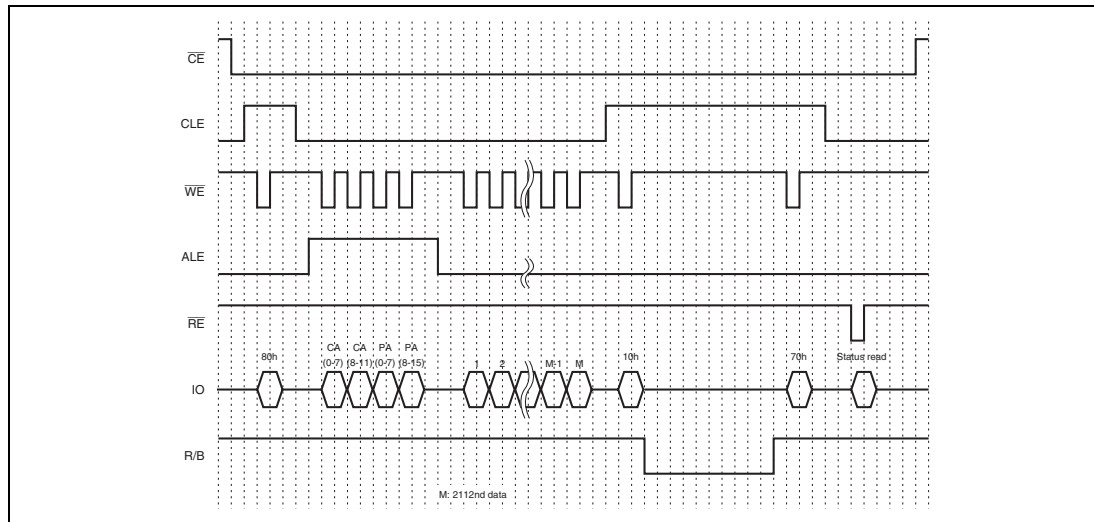 CE
CLE
WE
ALE
RE
CA CA PA PA
80h (0-7) (8-11) (0-7) (8-15) 1 2 M-1 M 10h 70h Status read
IO
R/B
M: 2112nd data